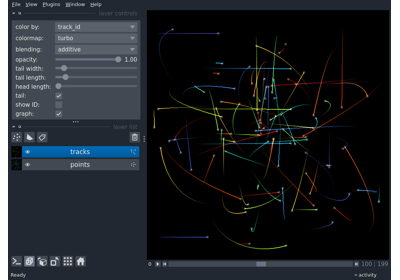 File View Plugins Window Help
layer controls
color by: track_id
colormap: turbo
blending: additive
opacity: 1.00
tail width:
tail length:
head length:
tail:
show ID:
graph:
layer list
tracks
points
100 199
Ready activity